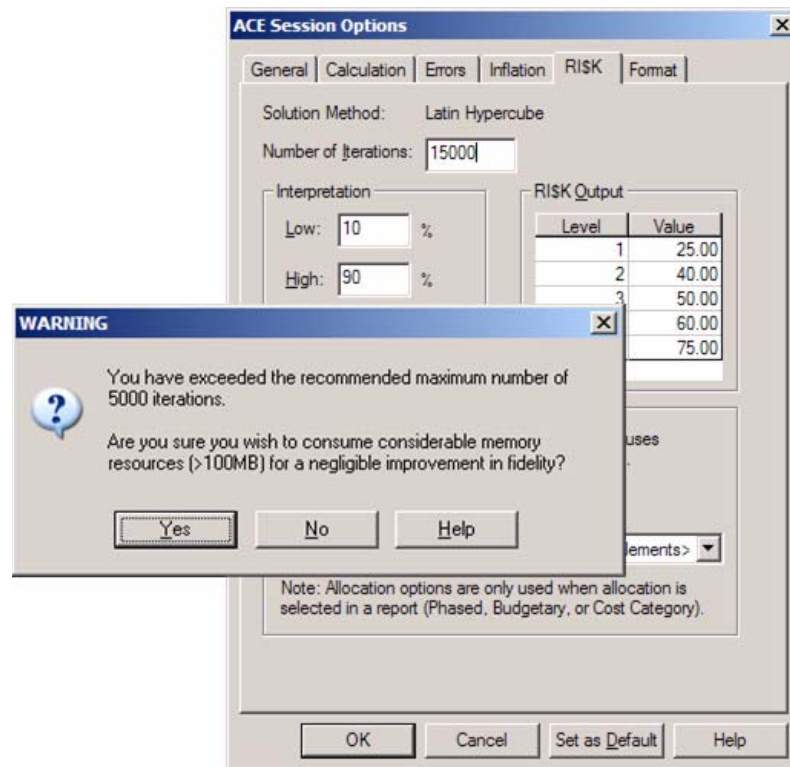 ACE Session Options
General Calculation Errors Inflation RI$K Format
Solution Method: Latin Hypercube
Number of Iterations: 15000
Interpretation
Low: 10 %
High: 90 %
RI$K Output
Level Value
1 25.00
2 40.00
3 50.00
60.00
75.00
WARNING
You have exceeded the recommended maximum number of
5000 iterations.
Are you sure you wish to consume considerable memory
resources (>100MB) for a negligible improvement in fidelity?
Yes No Help
uses
lements>
Note: Allocation options are only used when allocation is
selected in a report (Phased, Budgetary, or Cost Category).
OK Cancel Set as Default Help